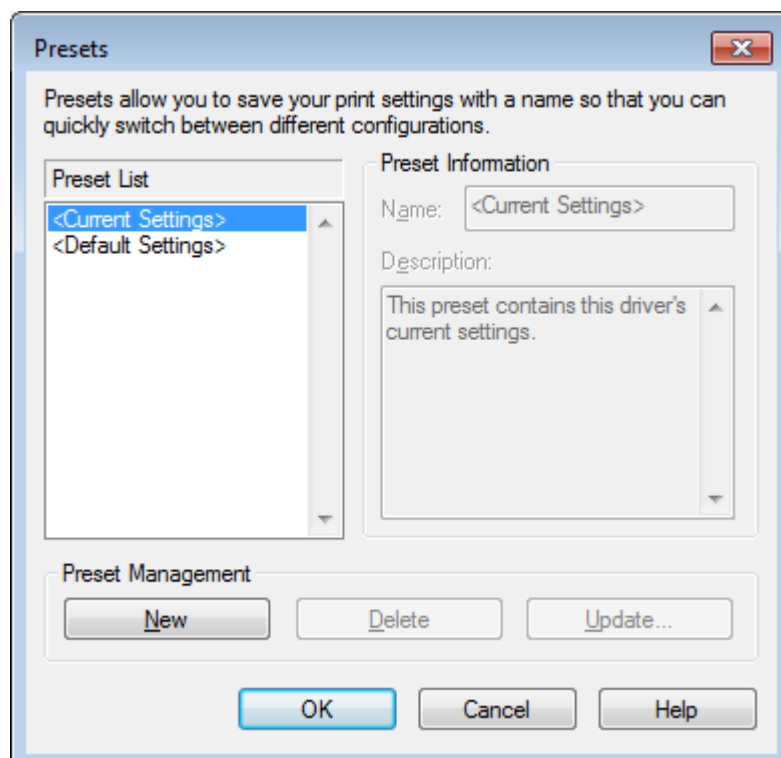 Presets
Presets allow you to save your print settings with a name so that you can
quickly switch between different configurations.
Preset List
<Current Settings>
<Default Settings>
Preset Information
Name:
<Current Settings>
Description:
This preset contains this driver's
current settings.
Preset Management
New
Delete
Update...
OK
Cancel
Help